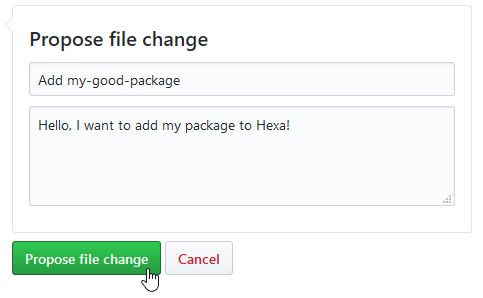 Propose file change
Add my-good-package
Hello, I want to add my package to Hexa!
Propose file change
Cancel